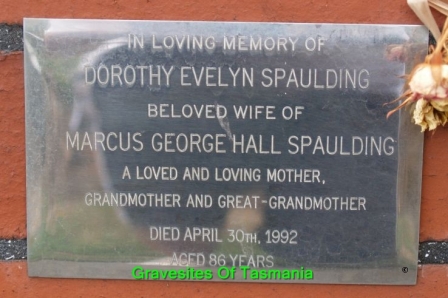 IN LOVING MEMORY OF
DOROTHY EVELYN SPAULDING
BELOVED WIFE OF
MARCUS GEORGE HALL SPAULDING
A LOVED AND LOVING MOTHER,
GRANDMOTHER AND GREAT-GRANDMOTHER
DIED APRIL 30TH, 1992
AGED 86 YEARS
Gravesites Of Tasmania
©